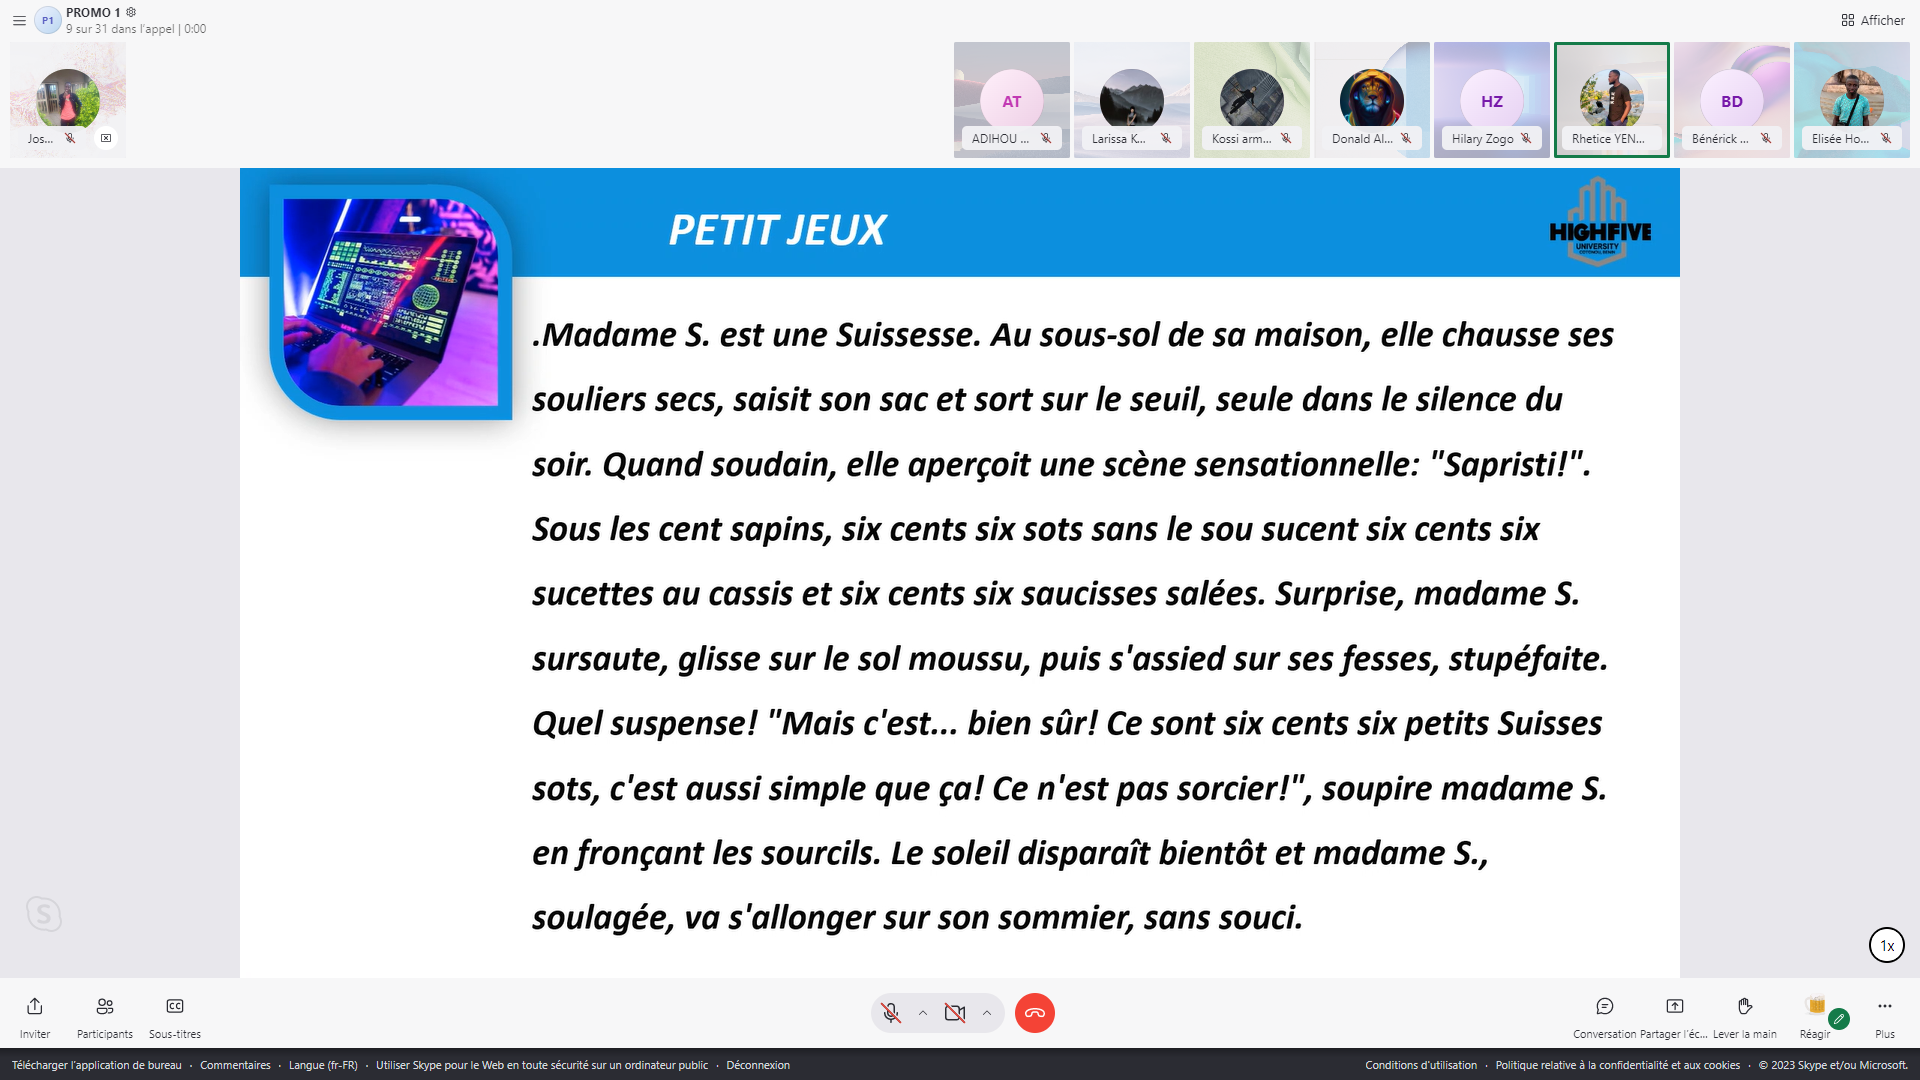 P1
PROMO 1
9 sur 31 dans l'appel | 0:00
Afficher
Jos...
AT
ADIHOU ...
Larissa K...
Kossi arm...
Donald Al...
HZ
Hilary Zogo
Rhetice YEN...
BD
Bénérick ...
Elisée Ho...
PETIT JEUX
HIGHFIVE
UNIVERSITY
.Madame S. est une Suissesse. Au sous-sol de sa maison, elle chausse ses
souliers secs, saisit son sac et sort sur le seuil, seule dans le silence du
soir. Quand soudain, elle aperçoit une scène sensationnelle: "Sapristi!".
Sous les cent sapins, six cents six sots sans le sou sucent six cents six
sucettes au cassis et six cents six saucisses salées. Surprise, madame S.
sursaute, glisse sur le sol moussu, puis s'assied sur ses fesses, stupéfaite.
Quel suspense! "Mais c'est... bien sûr! Ce sont six cents six petits Suisses
sots, c'est aussi simple que ça! Ce n'est pas sorcier!", soupire madame S.
en fronçant les sourcils. Le soleil disparaît bientôt et madame S.,
soulagée, va s'allonger sur son sommier, sans souci.
1x
Inviter
Participants
CC
Sous-titres
Conversation
Partager l'éc...
Lever la main
Réagir
Plus
Télécharger l'application de bureau · Commentaires · Langue (fr-FR) · Utiliser Skype pour le Web en toute sécurité sur un ordinateur public · Déconnexion
Conditions d'utilisation · Politique relative à la confidentialité et aux cookies · © 2023 Skype et/ou Microsoft.